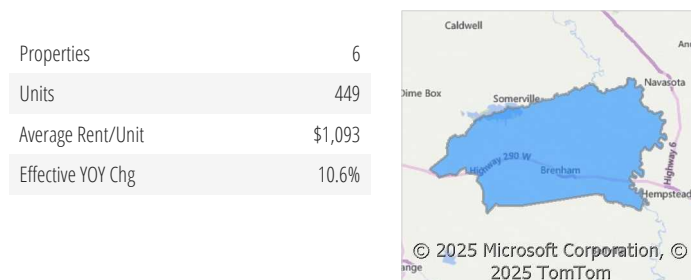 Properties 6
Units 449
Average Rent/Unit $1,093
Effective YOY Chg 10.6%
Caldwell
Navasota
Dime Box
Somerville
Highway 290 W
Brenham
Highway 6
Hempstead
ange
© 2025 Microsoft Corporation, ©
2025 TomTom